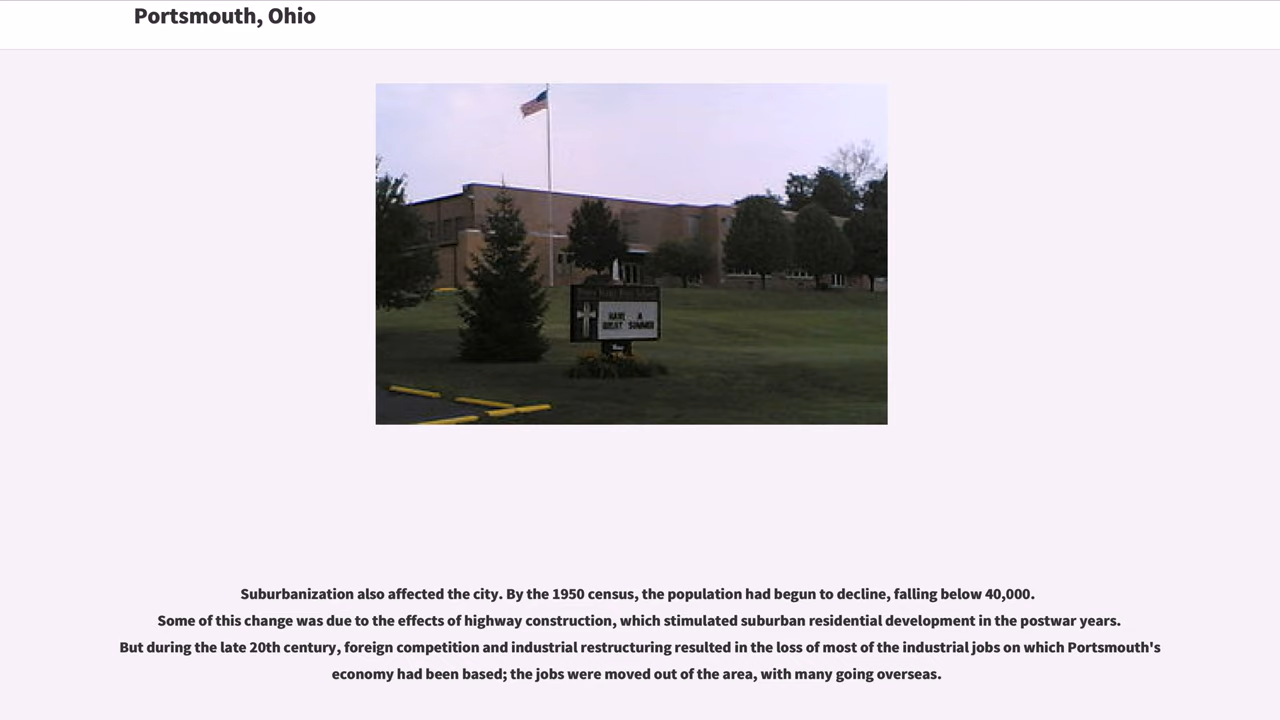 Portsmouth, Ohio
HAVE A
GREAT SUMMER
Suburbanization also affected the city. By the 1950 census, the population had begun to decline, falling below 40,000.
Some of this change was due to the effects of highway construction, which stimulated suburban residential development in the postwar years.
But during the late 20th century, foreign competition and industrial restructuring resulted in the loss of most of the industrial jobs on which Portsmouth's
economy had been based; the jobs were moved out of the area, with many going overseas.